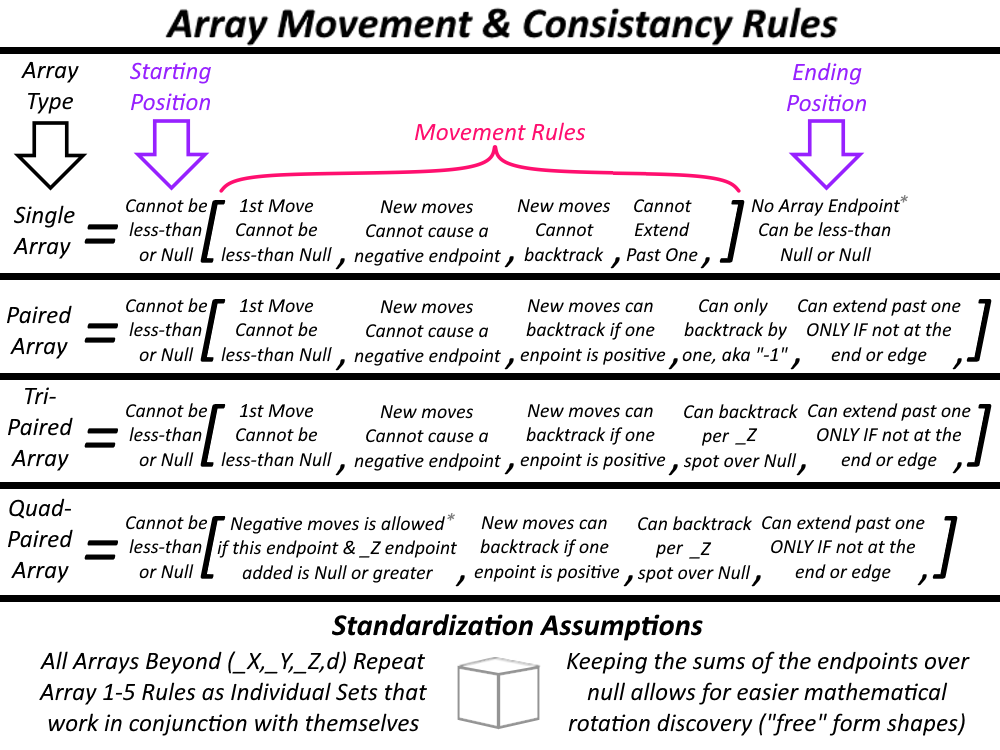 Array Movement & Consistancy Rules
Array
Type
Starting
Position
Movement Rules
Ending
Position
Single
Array
=
Cannot be
less-than
or Null
[
1st Move
Cannot be
less-than Null
,
New moves
Cannot cause a
negative endpoint
,
New moves
Cannot
backtrack
,
Cannot
Extend
Past One
,
]
No Array Endpoint*
Can be less-than
Null or Null
Paired
Array
=
Cannot be
less-than
or Null
[
1st Move
Cannot be
less-than Null
,
New moves
Cannot cause a
negative endpoint
,
New moves can
backtrack if one
enpoint is positive
,
Can only
backtrack by
one, aka "-1"
,
Can extend past one
ONLY IF not at the
end or edge
,
]
Tri-
Paired
Array
=
Cannot be
less-than
or Null
[
1st Move
Cannot be
less-than Null
,
New moves
Cannot cause a
negative endpoint
,
New moves can
backtrack if one
enpoint is positive
,
Can backtrack
per _Z
spot over Null
,
Can extend past one
ONLY IF not at the
end or edge
,
]
Quad-
Paired
Array
=
Cannot be
less-than
or Null
[
Negative moves is allowed*
if this endpoint & _Z endpoint
added is Null or greater
,
New moves can
backtrack if one
enpoint is positive
,
Can backtrack
per _Z
spot over Null
,
Can extend past one
ONLY IF not at the
end or edge
,
]
Standardization Assumptions
All Arrays Beyond (_X,_Y,_Z,d) Repeat
Array 1-5 Rules as Individual Sets that
work in conjunction with themselves
Keeping the sums of the endpoints over
null allows for easier mathematical
rotation discovery ("free" form shapes)